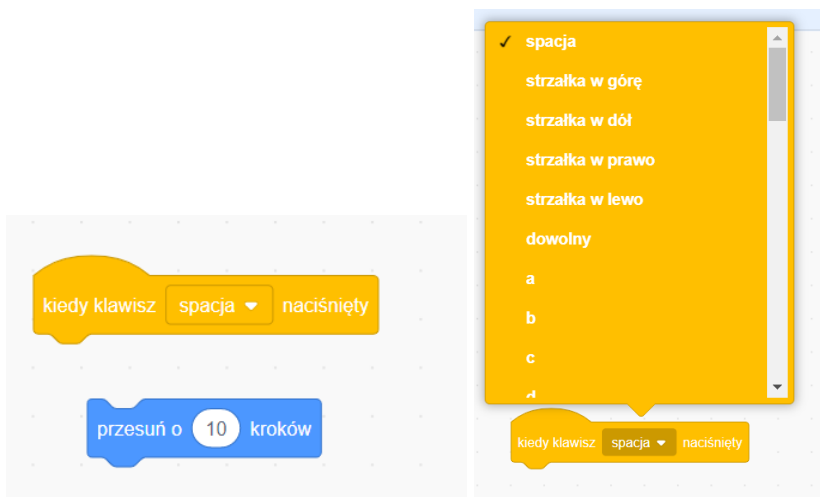 kiedy klawisz spacja naciśnięty
przesuń o 10 kroków
✓ spacja
strzałka w górę
strzałka w dół
strzałka w prawo
strzałka w lewo
dowolny
a
b
c
d
kiedy klawisz spacja naciśnięty